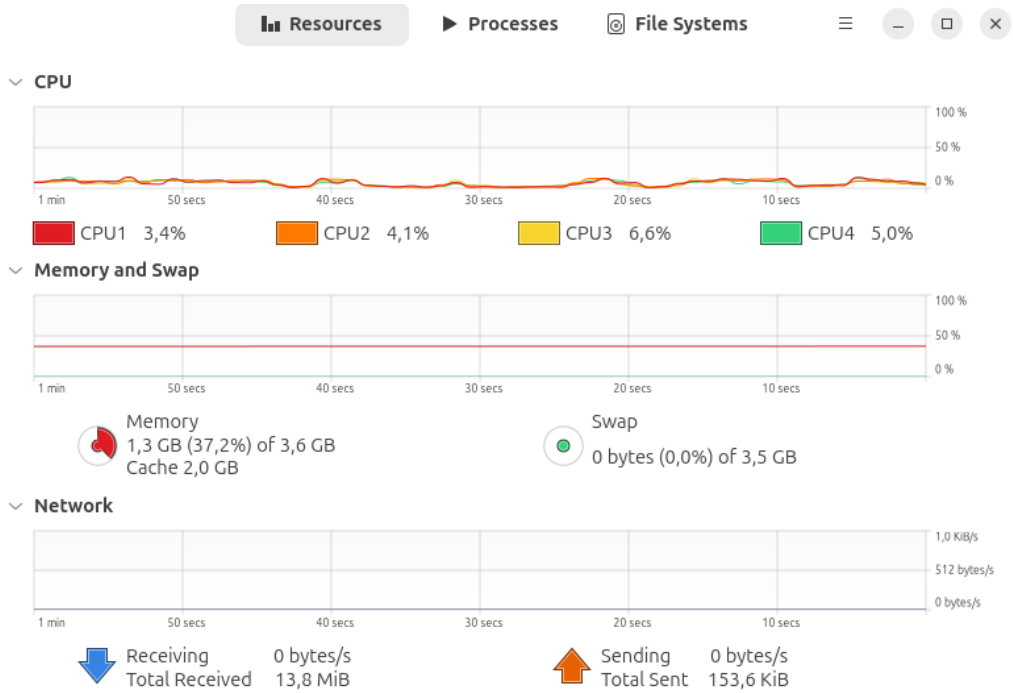 Resources Processes File Systems
CPU
100 %
50 %
0 %
1 min 50 secs 40 secs 30 secs 20 secs 10 secs
CPU1 3,4% CPU2 4,1% CPU3 6,6% CPU4 5,0%
Memory and Swap
100 %
50 %
0 %
1 min 50 secs 40 secs 30 secs 20 secs 10 secs
Memory
1,3 GB (37,2%) of 3,6 GB
Cache 2,0 GB
Swap
0 bytes (0,0%) of 3,5 GB
Network
1,0 KiB/s
512 bytes/s
0 bytes/s
1 min 50 secs 40 secs 30 secs 20 secs 10 secs
Receiving 0 bytes/s
Total Received 13,8 MiB
Sending 0 bytes/s
Total Sent 153,6 KiB